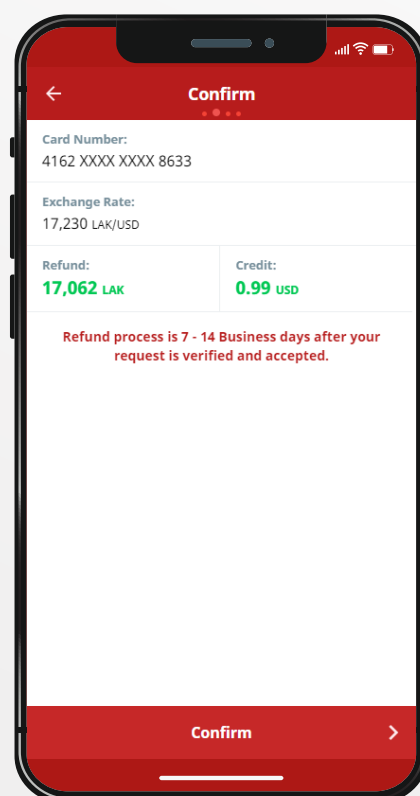 Confirm
Card Number:
4162 XXXX XXXX 8633
Exchange Rate:
17,230 LAK/USD
Refund:
17,062 LAK
Credit:
0.99 USD
Refund process is 7 - 14 Business days after your
request is verified and accepted.
Confirm